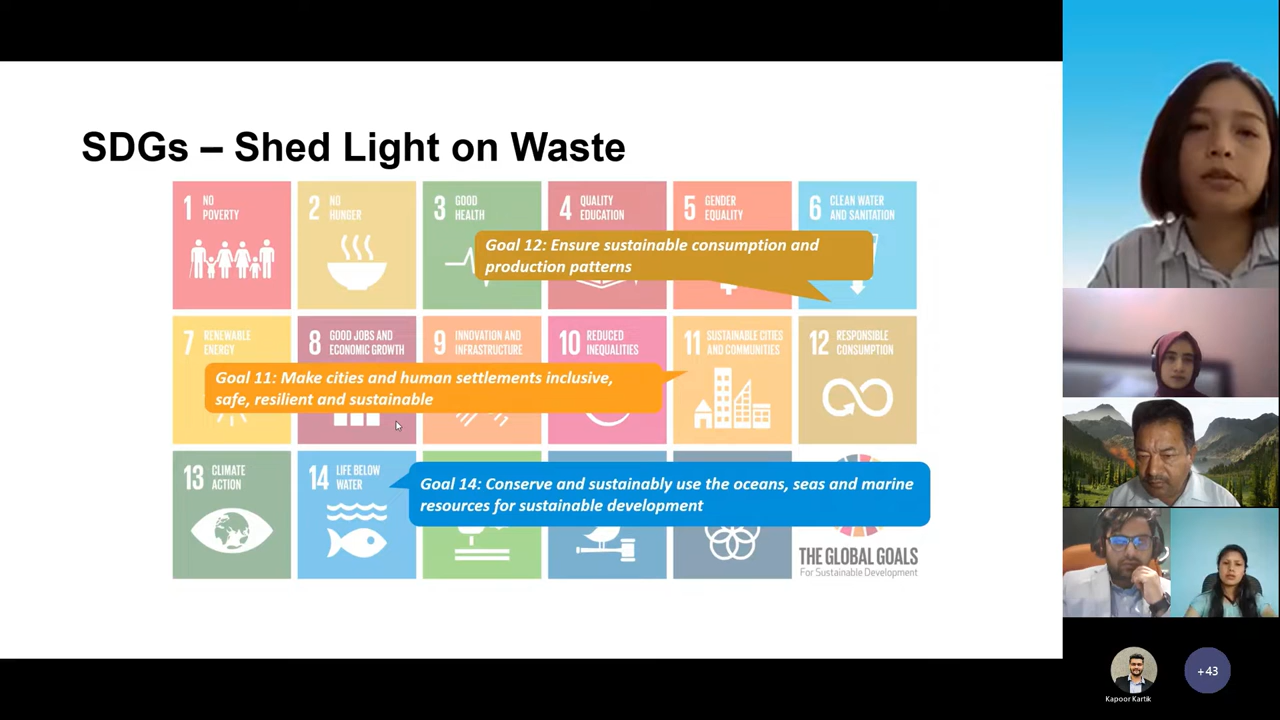 SDGs – Shed Light on Waste
1 NO
POVERTY
2 NO
HUNGER
3 GOOD
HEALTH
4 QUALITY
EDUCATION
5 GENDER
EQUALITY
6 CLEAN WATER
AND SANITATION
Goal 12: Ensure sustainable consumption and
production patterns
7 RENEWABLE
ENERGY
8 GOOD JOBS AND
ECONOMIC GROWTH
9 INNOVATION AND
INFRASTRUCTURE
10 REDUCED
INEQUALITIES
11 SUSTAINABLE CITIES
AND COMMUNITIES
12 RESPONSIBLE
CONSUMPTION
Goal 11: Make cities and human settlements inclusive,
safe, resilient and sustainable
13 CLIMATE
ACTION
14 LIFE BELOW
WATER
Goal 14: Conserve and sustainably use the oceans, seas and marine
resources for sustainable development
THE GLOBAL GOALS
For Sustainable Development
Kapoor Kartik
+43